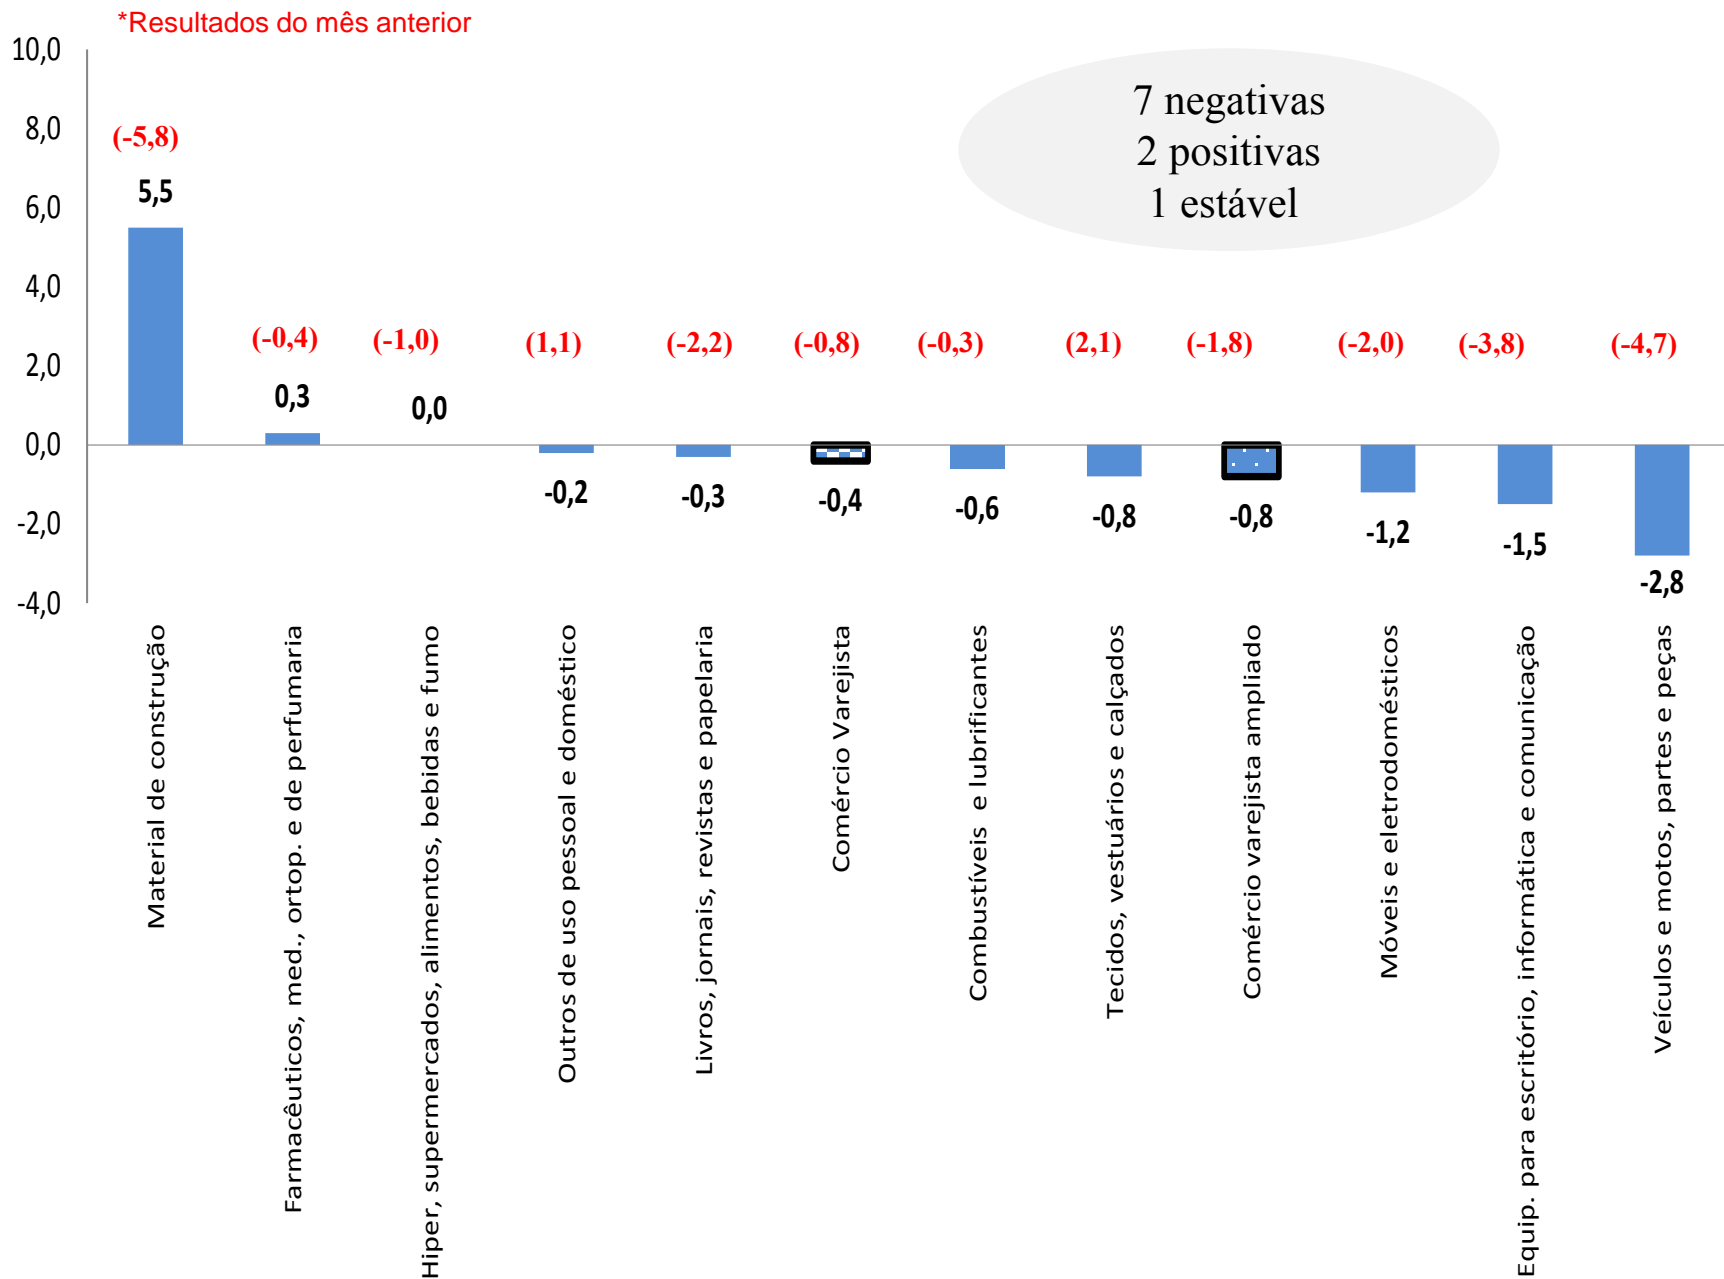 *Resultados do mês anterior
10,0
8,0
6,0
4,0
2,0
0,0
-2,0
-4,0
7 negativas
2 positivas
1 estável
(-5,8)
(-0,4)
(-1,0)
(1,1)
(-2,2)
(-0,8)
(-0,3)
(2,1)
(-1,8)
(-2,0)
(-3,8)
(-4,7)
5,5
0,3
0,0
-0,2
-0,3
-0,4
-0,6
-0,8
-0,8
-1,2
-1,5
-2,8
Material de construção
Farmacêuticos, med., ortop. e de perfumaria
Hiper, supermercados, alimentos, bebidas e fumo
Outros de uso pessoal e doméstico
Livros, jornais, revistas e papelaria
Comércio Varejista
Combustíveis  e lubrificantes
Tecidos, vestuários e calçados
Comércio varejista ampliado
Móveis e eletrodomésticos
Equip. para escritório, informática e comunicação
Veículos e motos, partes e peças